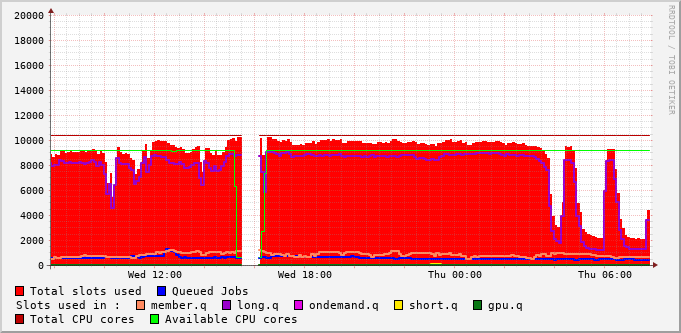 20000
18000
16000
14000
12000
10000
8000
6000
4000
2000
0
Wed 12:00 Wed 18:00 Thu 00:00 Thu 06:00
RRDTOOL / TOBI OETIKER
Total slots used Queued Jobs
Slots used in : member.q long.q ondemand.q short.q gpu.q
Total CPU cores Available CPU cores